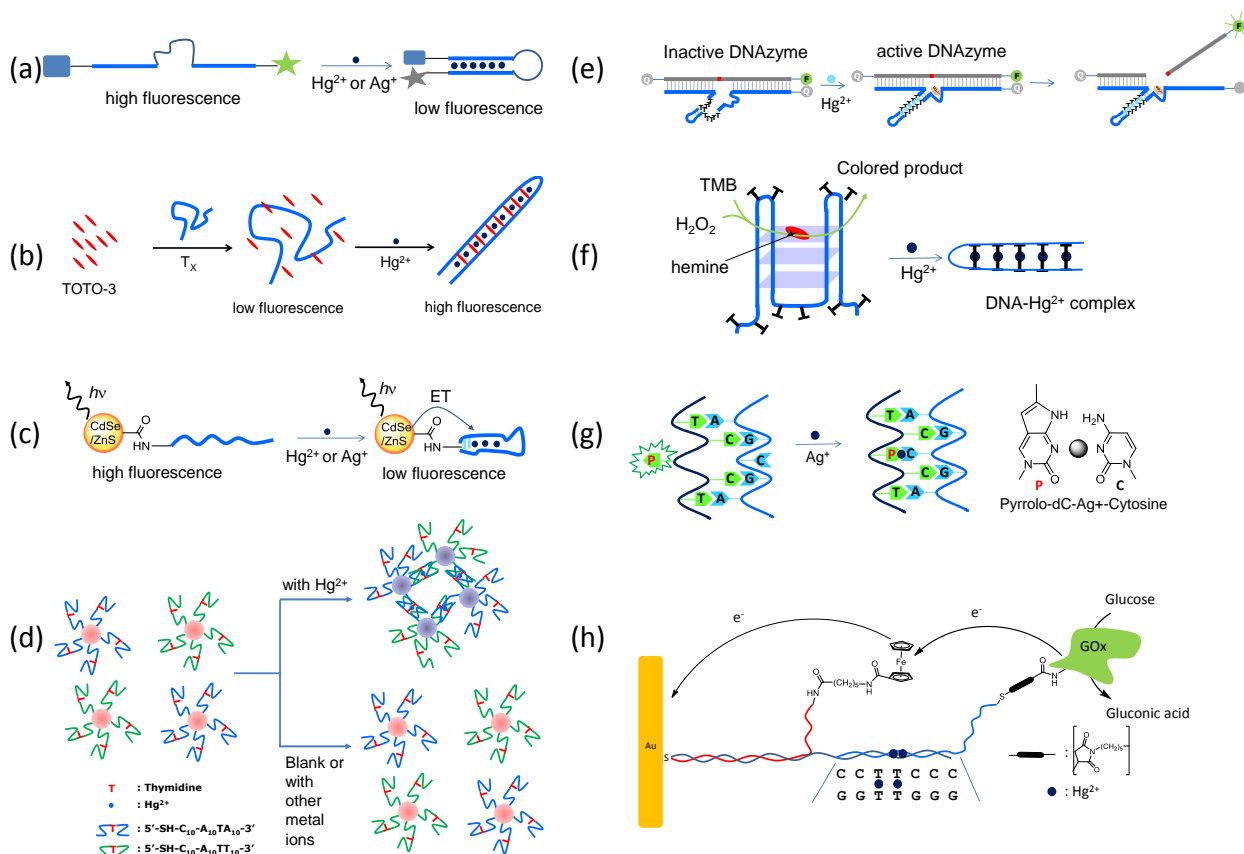 (a)
high fluorescence
Hg²⁺ or Ag⁺
low fluorescence
(b)
TOTO-3
Tₓ
low fluorescence
Hg²⁺
high fluorescence
(c)
hν
CdSe
/ZnS
O
HN
high fluorescence
Hg²⁺ or Ag⁺
hν
ET
CdSe
/ZnS
O
HN
low fluorescence
(d)
with Hg²⁺
Blank or
with
other
metal
ions
T : Thymidine
: Hg²⁺
: 5′-SH-C₁₀-A₁₀TA₁₀-3′
: 5′-SH-C₁₀-A₁₀TT₁₀-3′
(e)
Inactive DNAzyme
active DNAzyme
Q
F
Q
Hg²⁺
Q
F
Q
Q
F
(f)
TMB
H₂O₂
hemine
Colored product
Hg²⁺
DNA-Hg²⁺ complex
(g)
P
T A
C G
C
C G
T A
Ag⁺
T A
C G
P C
C G
T A
NH
N
N
O
P
H₂N
N
N
O
C
Pyrrolo-dC-Ag+-Cytosine
(h)
e⁻
e⁻
Glucose
GOx
Gluconic acid
Fe
O
HN
(CH₂)₅
N
H
O
O
HN
S
Au
S
C C T T C C C
G G T T G G G
: O N-(CH₂)₅ O
: Hg²⁺